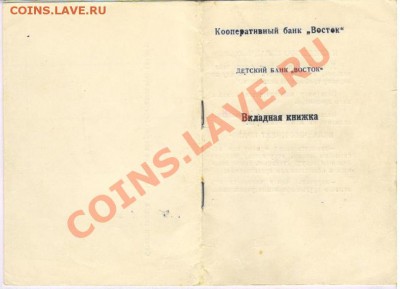 COINS.LAVE.RU
Кооперативный банк „Восток“
ДЕТСКИЙ БАНК „ВОСТОК“
Вкладная книжка
COINS.LAVE.RU
COINS.LAVE.RU